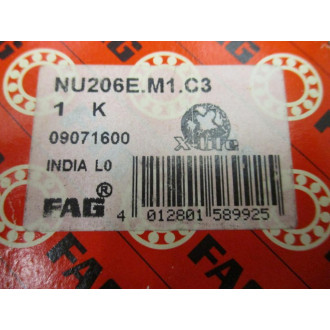 NU206E.M1.C3
1 K
X-life
09071600
INDIA L0
FAG®
4 012801 589925